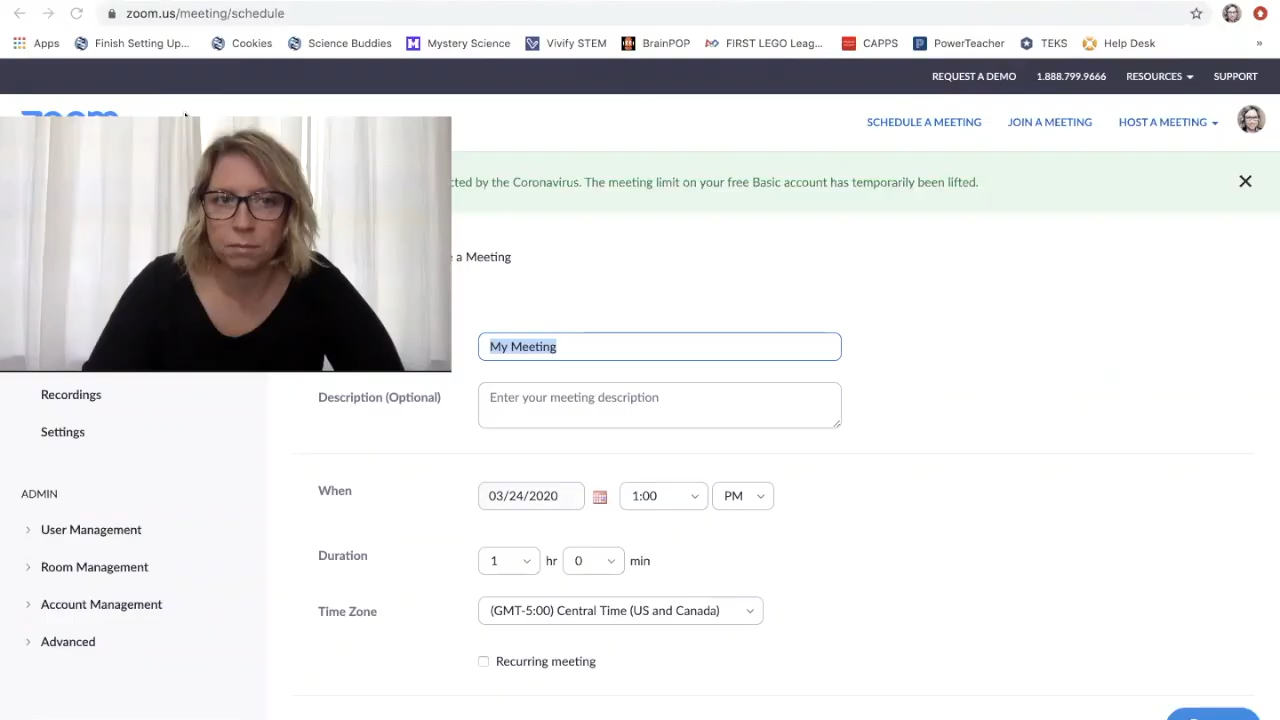 zoom.us/meeting/schedule
Apps Finish Setting Up... Cookies Science Buddies Mystery Science Vivify STEM BrainPOP FIRST LEGO Leag... CAPPS PowerTeacher TEKS Help Desk »
REQUEST A DEMO 1.888.799.9666 RESOURCES SUPPORT
zoom SCHEDULE A MEETING JOIN A MEETING HOST A MEETING
cted by the Coronavirus. The meeting limit on your free Basic account has temporarily been lifted.
e a Meeting
My Meeting
Recordings
Description (Optional) Enter your meeting description
Settings
When 03/24/2020 1:00 PM
ADMIN
User Management
Duration 1 hr 0 min
Room Management
Account Management
Time Zone (GMT-5:00) Central Time (US and Canada)
Advanced
Recurring meeting